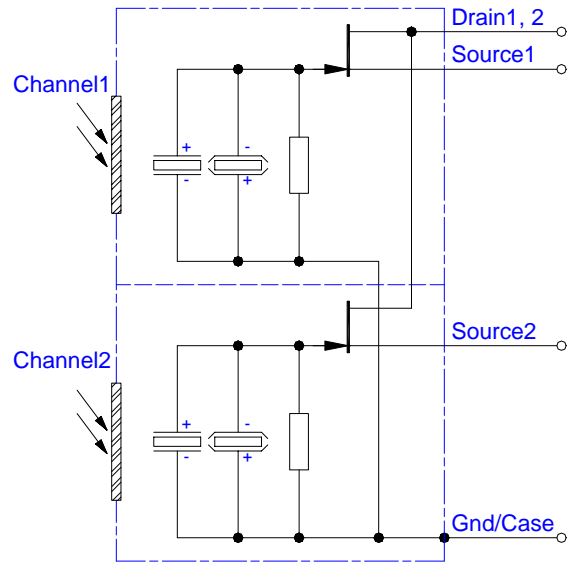 Drain1, 2
Source1
Channel1
+ -
- +
Source2
Channel2
+ -
- +
Gnd/Case